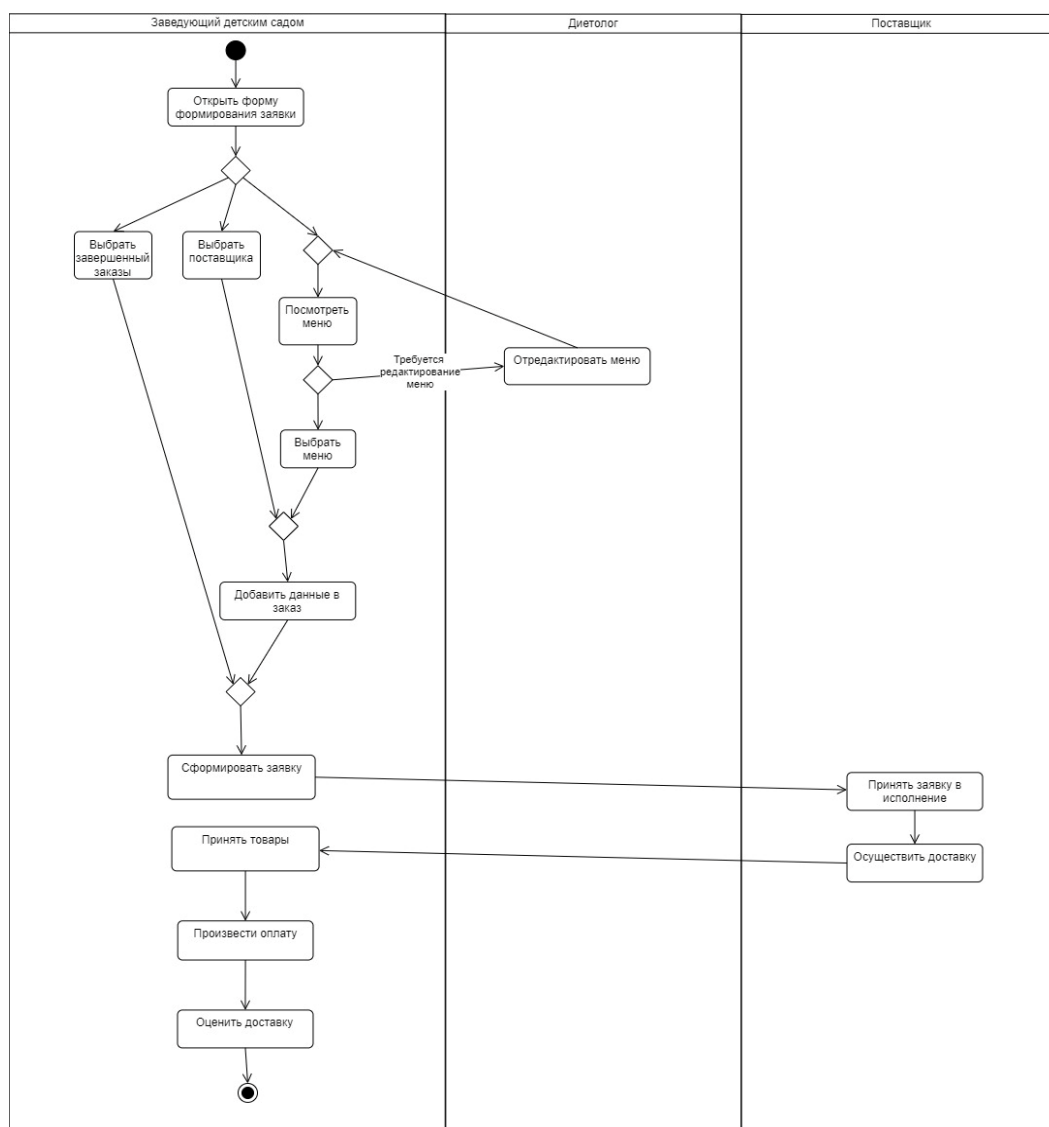 Заведующий детским садом
Диетолог
Поставщик
Открыть форму
формирования заявки
Выбрать
завершенный
заказы
Выбрать
поставщика
Посмотреть
меню
Требуется
редактирование
меню
Отредактировать меню
Выбрать
меню
Добавить данные в
заказ
Сформировать заявку
Принять заявку в
исполнение
Принять товары
Осуществить доставку
Произвести оплату
Оценить доставку